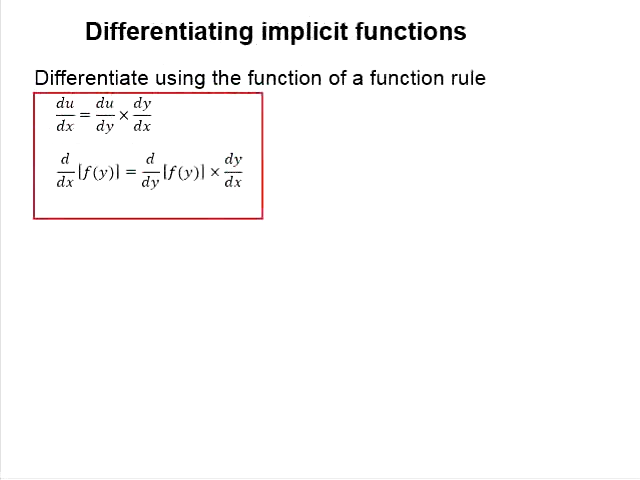 Differentiating implicit functions
Differentiate using the function of a function rule
du/dx = du/dy × dy/dx
d/dx [f(y)] = d/dy [f(y)] × dy/dx